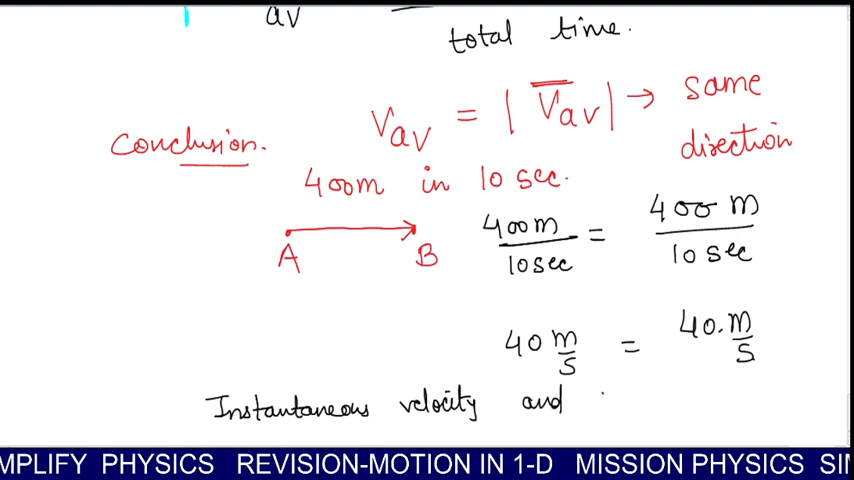 av
total time.
Conclusion. Vav = | Vav | → same
direction
400m in 10 sec.
400m = 400 m
10sec 10 sec
A B
40 m = 40. m
s s
Instantaneous velocity and
MPLIFY PHYSICS REVISION-MOTION IN 1-D MISSION PHYSICS SI